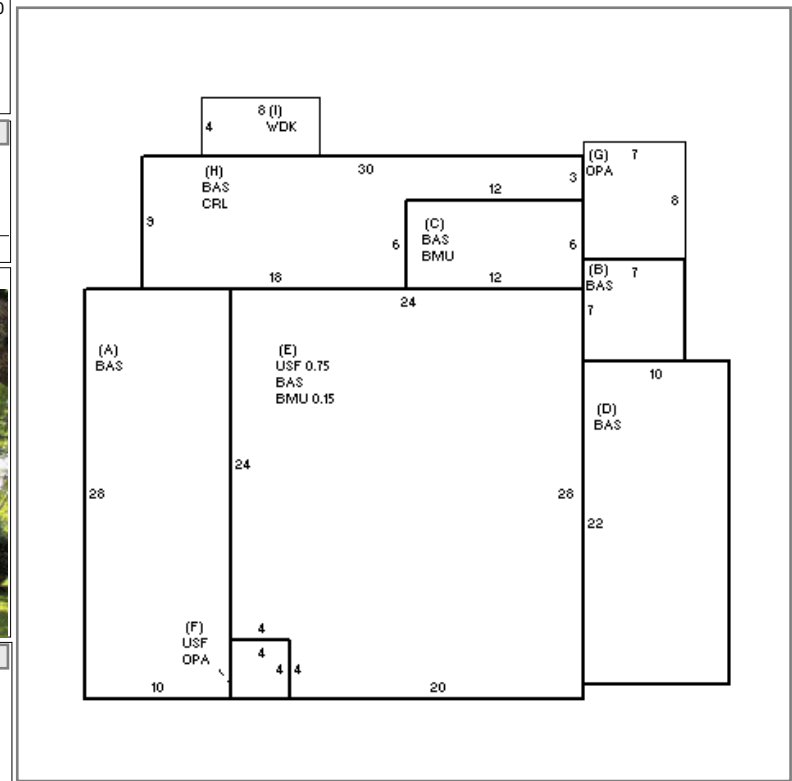 8 (I)
4 WDK
(G) 7
OPA
8
3
(H) 30
BAS
CRL
12
9
(C)
BAS
BMU
6
6
18
12
(B) 7
BAS
7
24
(A)
BAS
(E)
USF 0.75
BAS
BMU 0.15
10
(D)
BAS
24
28
28
22
(F)
USF
OPA
4
4
4 4
10
20